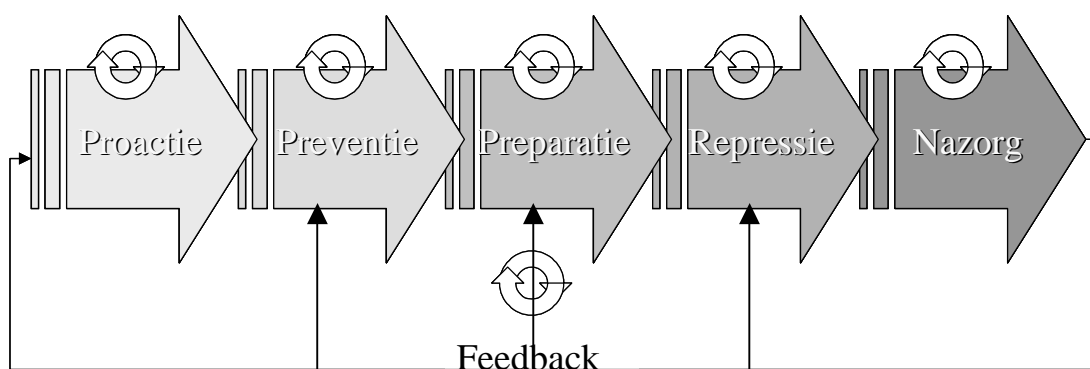 Proactie
Preventie
Preparatie
Repressie
Nazorg
Feedback